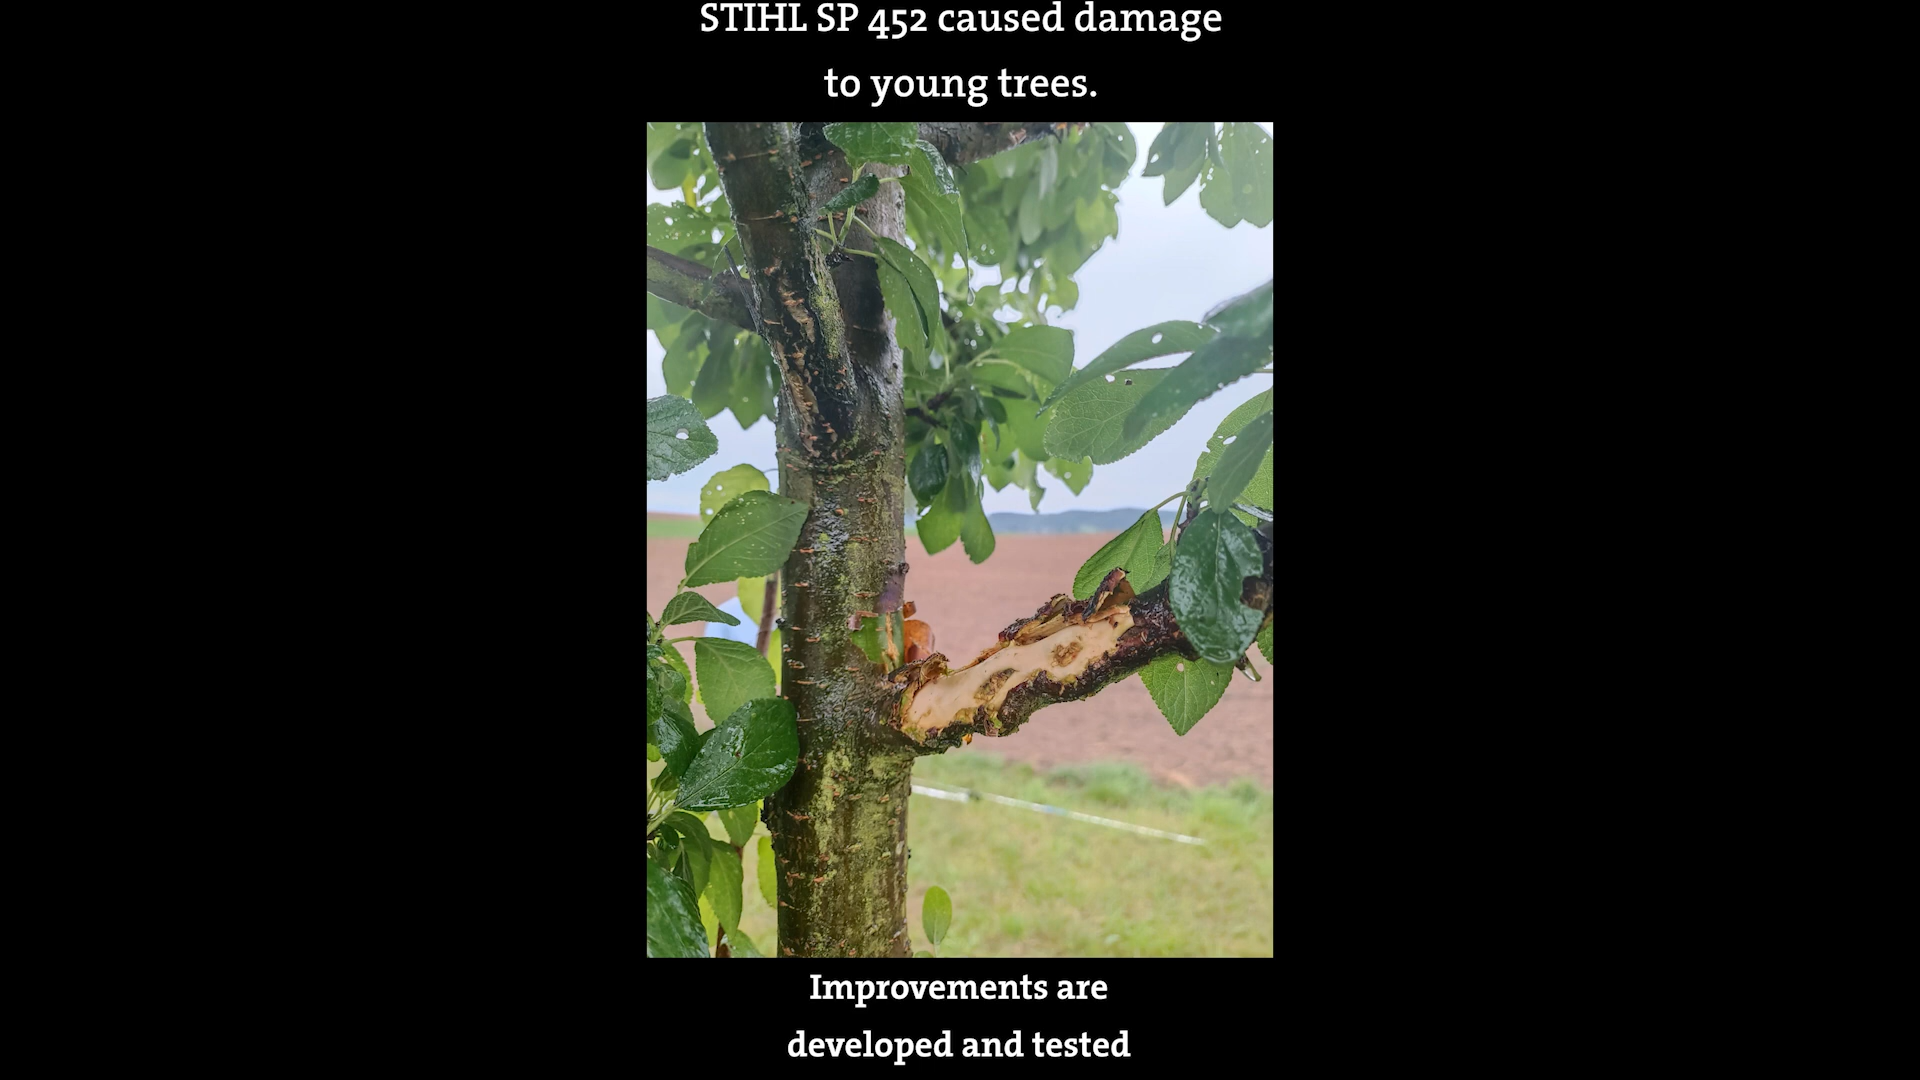 STIHL SP 452 caused damage
to young trees.
Improvements are
developed and tested